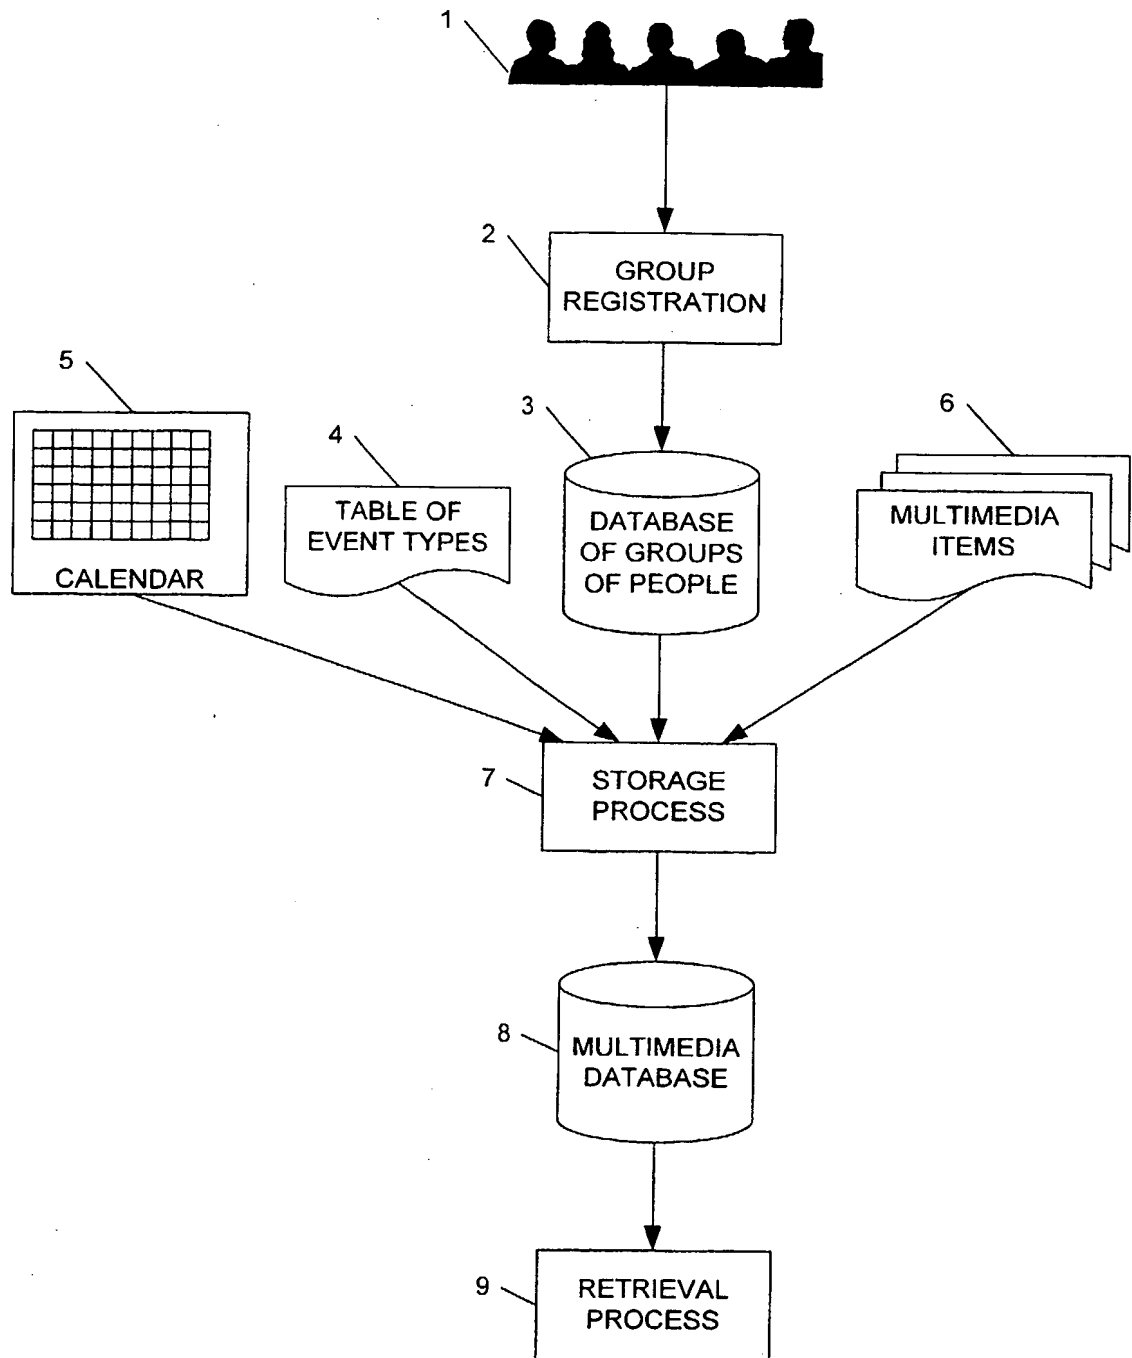 1
2
GROUP
REGISTRATION
5
CALENDAR
4
TABLE OF
EVENT TYPES
3
DATABASE
OF GROUPS
OF PEOPLE
6
MULTIMEDIA
ITEMS
7
STORAGE
PROCESS
8
MULTIMEDIA
DATABASE
9
RETRIEVAL
PROCESS